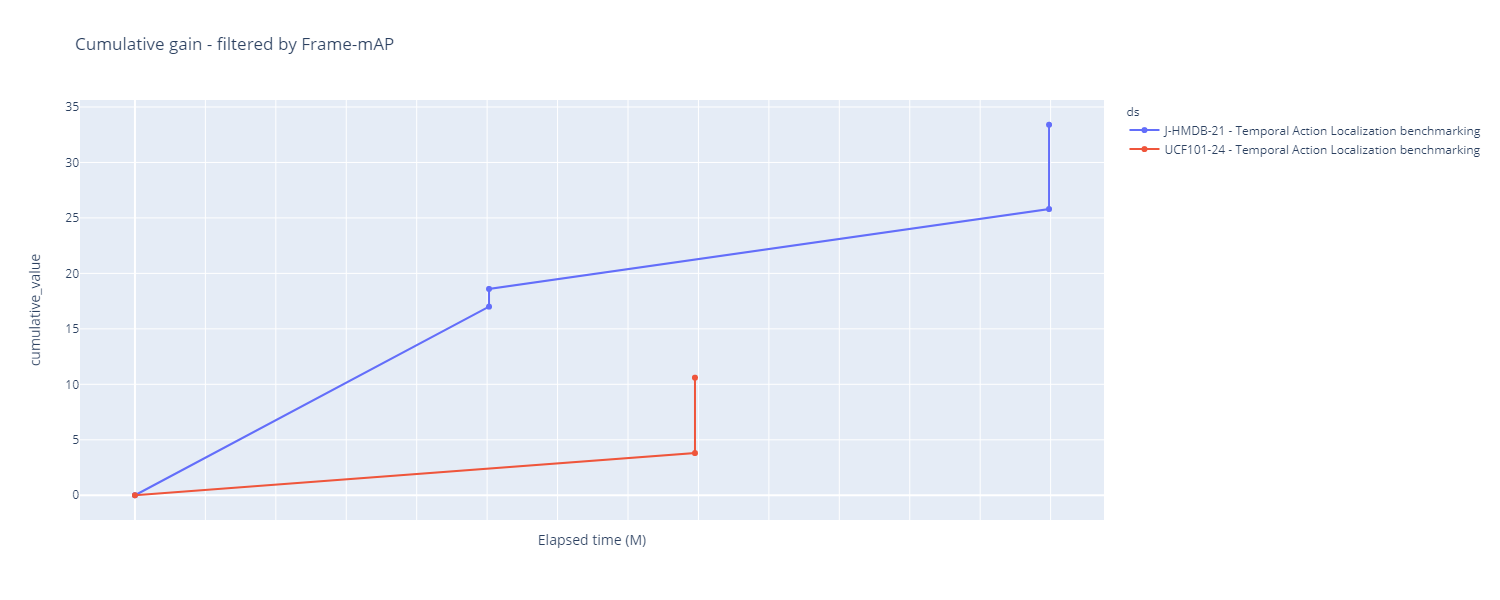 Cumulative gain - filtered by Frame-mAP
35
30
25
20
15
10
5
0
cumulative_value
Elapsed time (M)
ds
J-HMDB-21 - Temporal Action Localization benchmarking
UCF101-24 - Temporal Action Localization benchmarking